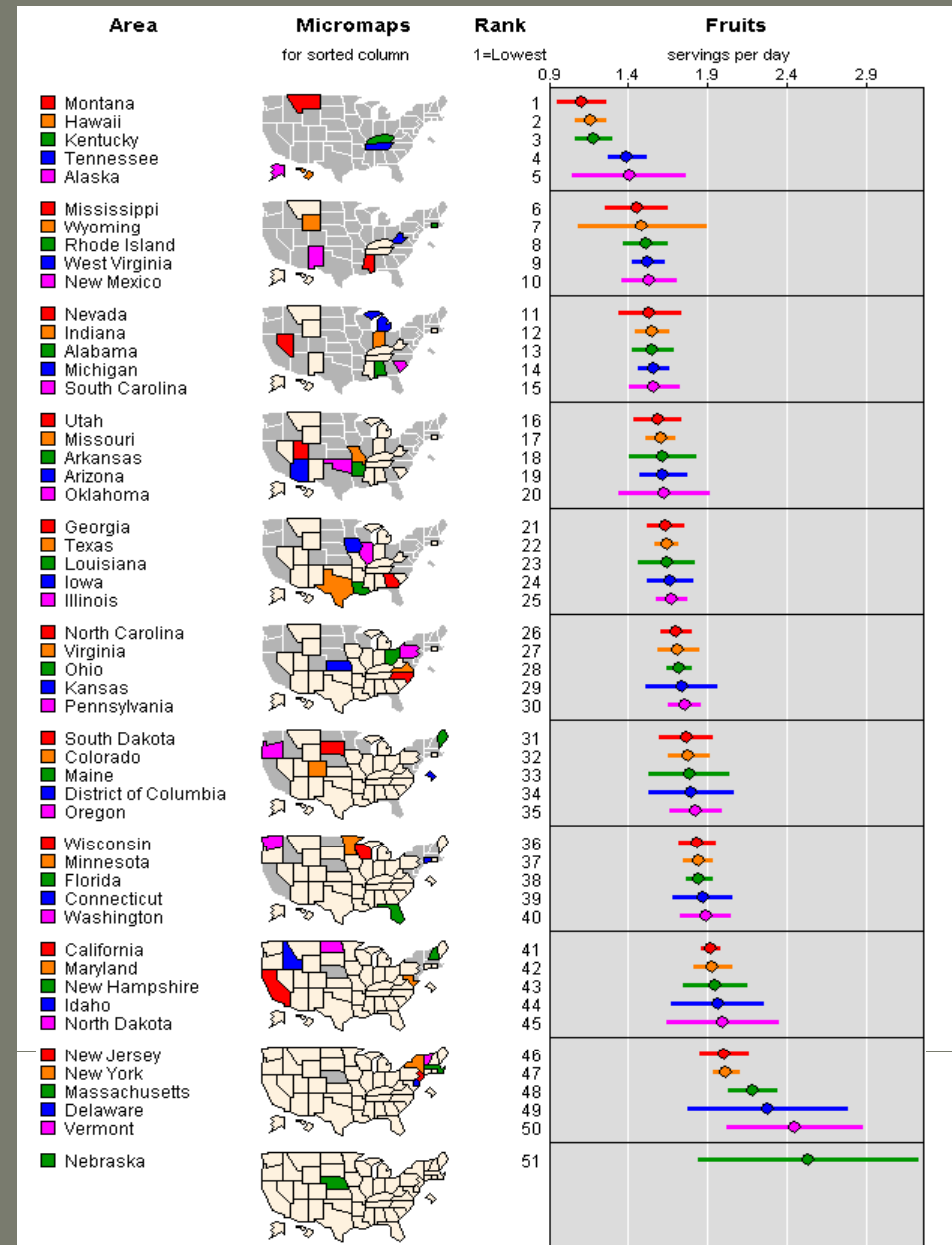 Area Micromaps Rank Fruits
for sorted column 1=Lowest servings per day
0.9 1.4 1.9 2.4 2.9
Montana 1
Hawaii 2
Kentucky 3
Tennessee 4
Alaska 5
Mississippi 6
Wyoming 7
Rhode Island 8
West Virginia 9
New Mexico 10
Nevada 11
Indiana 12
Alabama 13
Michigan 14
South Carolina 15
Utah 16
Missouri 17
Arkansas 18
Arizona 19
Oklahoma 20
Georgia 21
Texas 22
Louisiana 23
Iowa 24
Illinois 25
North Carolina 26
Virginia 27
Ohio 28
Kansas 29
Pennsylvania 30
South Dakota 31
Colorado 32
Maine 33
District of Columbia 34
Oregon 35
Wisconsin 36
Minnesota 37
Florida 38
Connecticut 39
Washington 40
California 41
Maryland 42
New Hampshire 43
Idaho 44
North Dakota 45
New Jersey 46
New York 47
Massachusetts 48
Delaware 49
Vermont 50
Nebraska 51